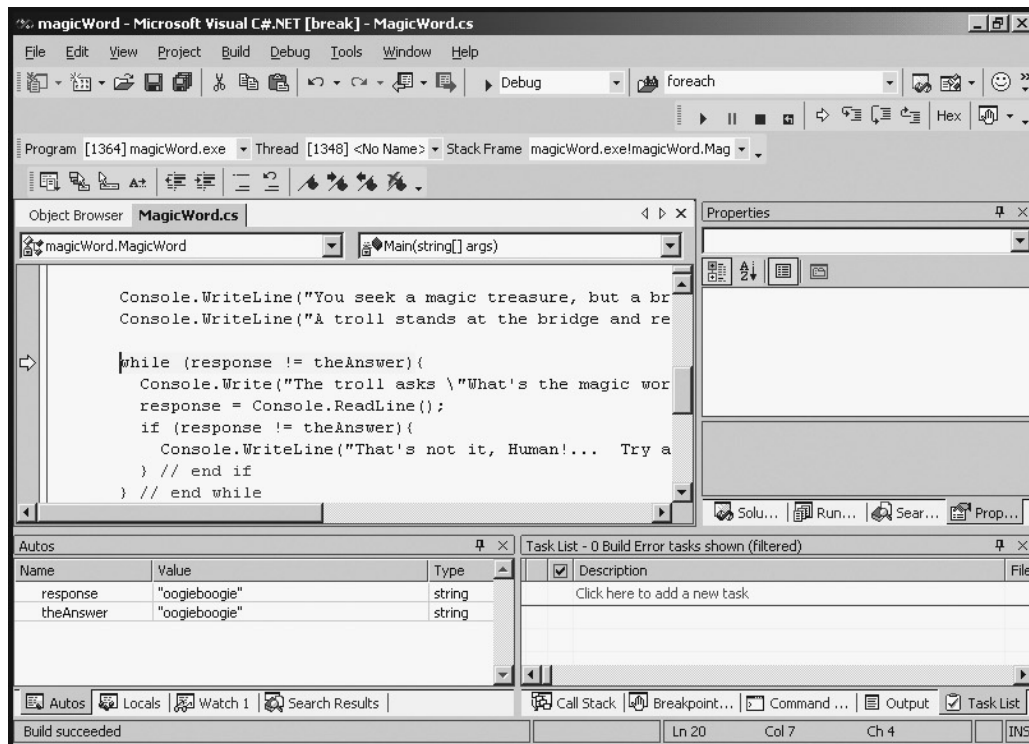 magicWord - Microsoft Visual C#.NET [break] - MagicWord.cs
File Edit View Project Build Debug Tools Window Help
Debug foreach
Hex
Program [1364] magicWord.exe Thread [1348] <No Name> Stack Frame magicWord.exe!magicWord.Mag
Object Browser MagicWord.cs
Properties
magicWord.MagicWord Main(string[] args)
Console.WriteLine("You seek a magic treasure, but a br
Console.WriteLine("A troll stands at the bridge and re
while (response != theAnswer){
Console.Write("The troll asks \"What's the magic wor
response = Console.ReadLine();
if (response != theAnswer){
Console.WriteLine("That's not it, Human!... Try a
} // end if
} // end while
Solu... Run... Sear... Prop...
Autos
Name Value Type
response "oogieboogie" string
theAnswer "oogieboogie" string
Task List - 0 Build Error tasks shown (filtered)
Description File
Click here to add a new task
Autos Locals Watch 1 Search Results
Call Stack Breakpoint... Command ... Output Task List
Build succeeded Ln 20 Col 7 Ch 4 INS